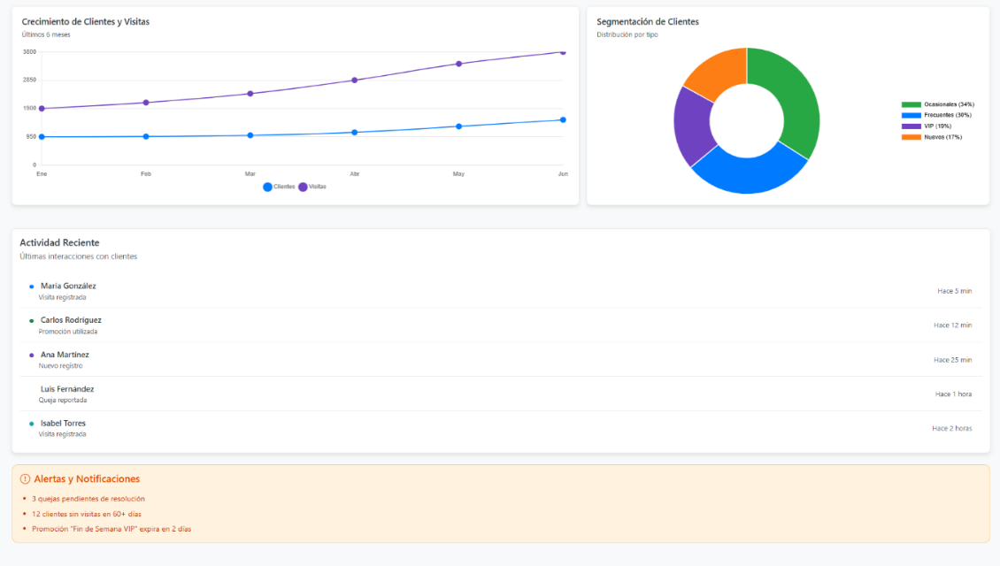 Crecimiento de Clientes y Visitas
Últimos 6 meses
3800
2850
1900
950
0
Ene Feb Mar Abr May Jun
Clientes Visitas
Segmentación de Clientes
Distribución por tipo
Ocasionales (34%)
Frecuentes (30%)
VIP (19%)
Nuevos (17%)
Actividad Reciente
Últimas interacciones con clientes
María González
Visita registrada
Hace 5 min
Carlos Rodríguez
Promoción utilizada
Hace 12 min
Ana Martínez
Nuevo registro
Hace 25 min
Luis Fernández
Queja reportada
Hace 1 hora
Isabel Torres
Visita registrada
Hace 2 horas
Alertas y Notificaciones
3 quejas pendientes de resolución
12 clientes sin visitas en 60+ días
Promoción "Fin de Semana VIP" expira en 2 días